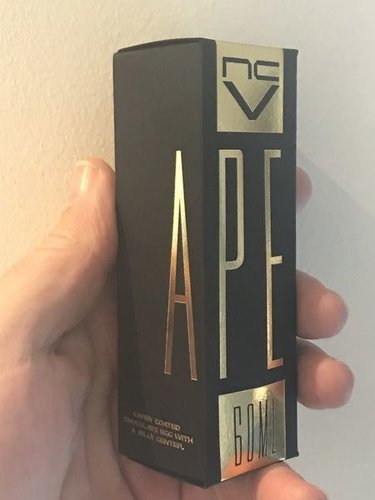 nc
V
APE
60ML
CANDY COATED
CHOCOLATE EGG WITH
A JELLY CENTER.